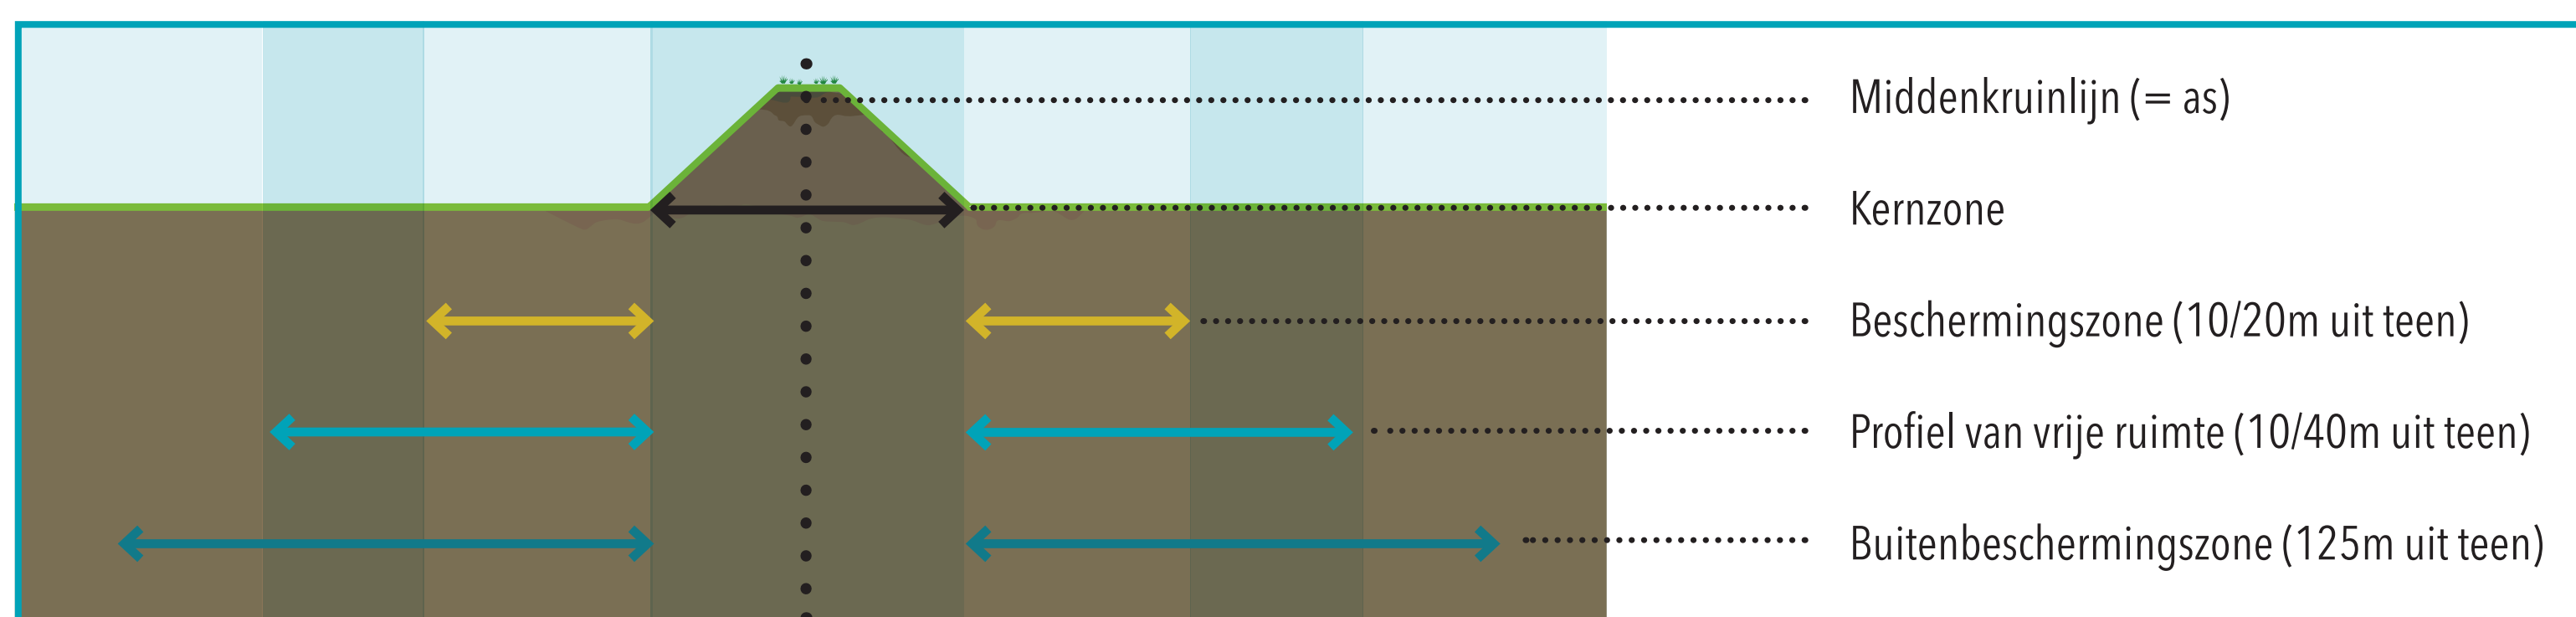 Middenkruinlijn (= as)
Kernzone
Beschermingszone (10/20m uit teen)
Profiel van vrije ruimte (10/40m uit teen)
Buitenbeschermingszone (125m uit teen)